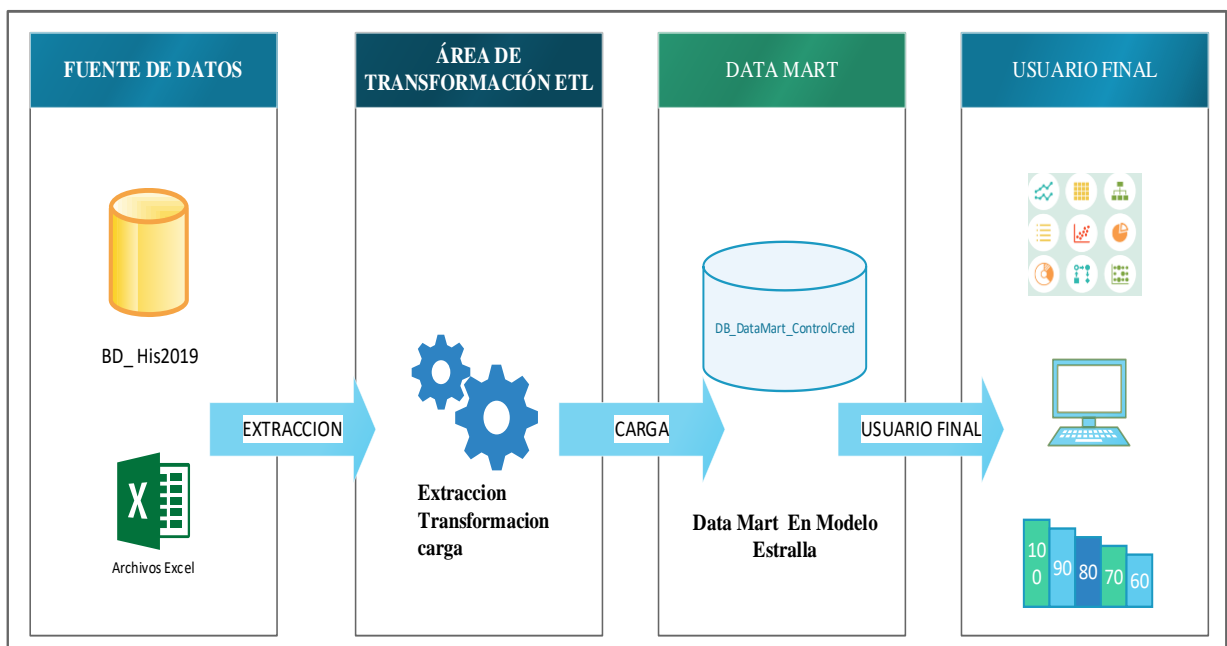 FUENTE DE DATOS
BD_ His2019
X
Archivos Excel
EXTRACCION
ÁREA DE
TRANSFORMACIÓN ETL
Extraccion
Transformacion
carga
CARGA
DATA MART
DB_DataMart_ControlCred
Data Mart En Modelo
Estralla
USUARIO FINAL
USUARIO FINAL
10
0
90
80
70
60